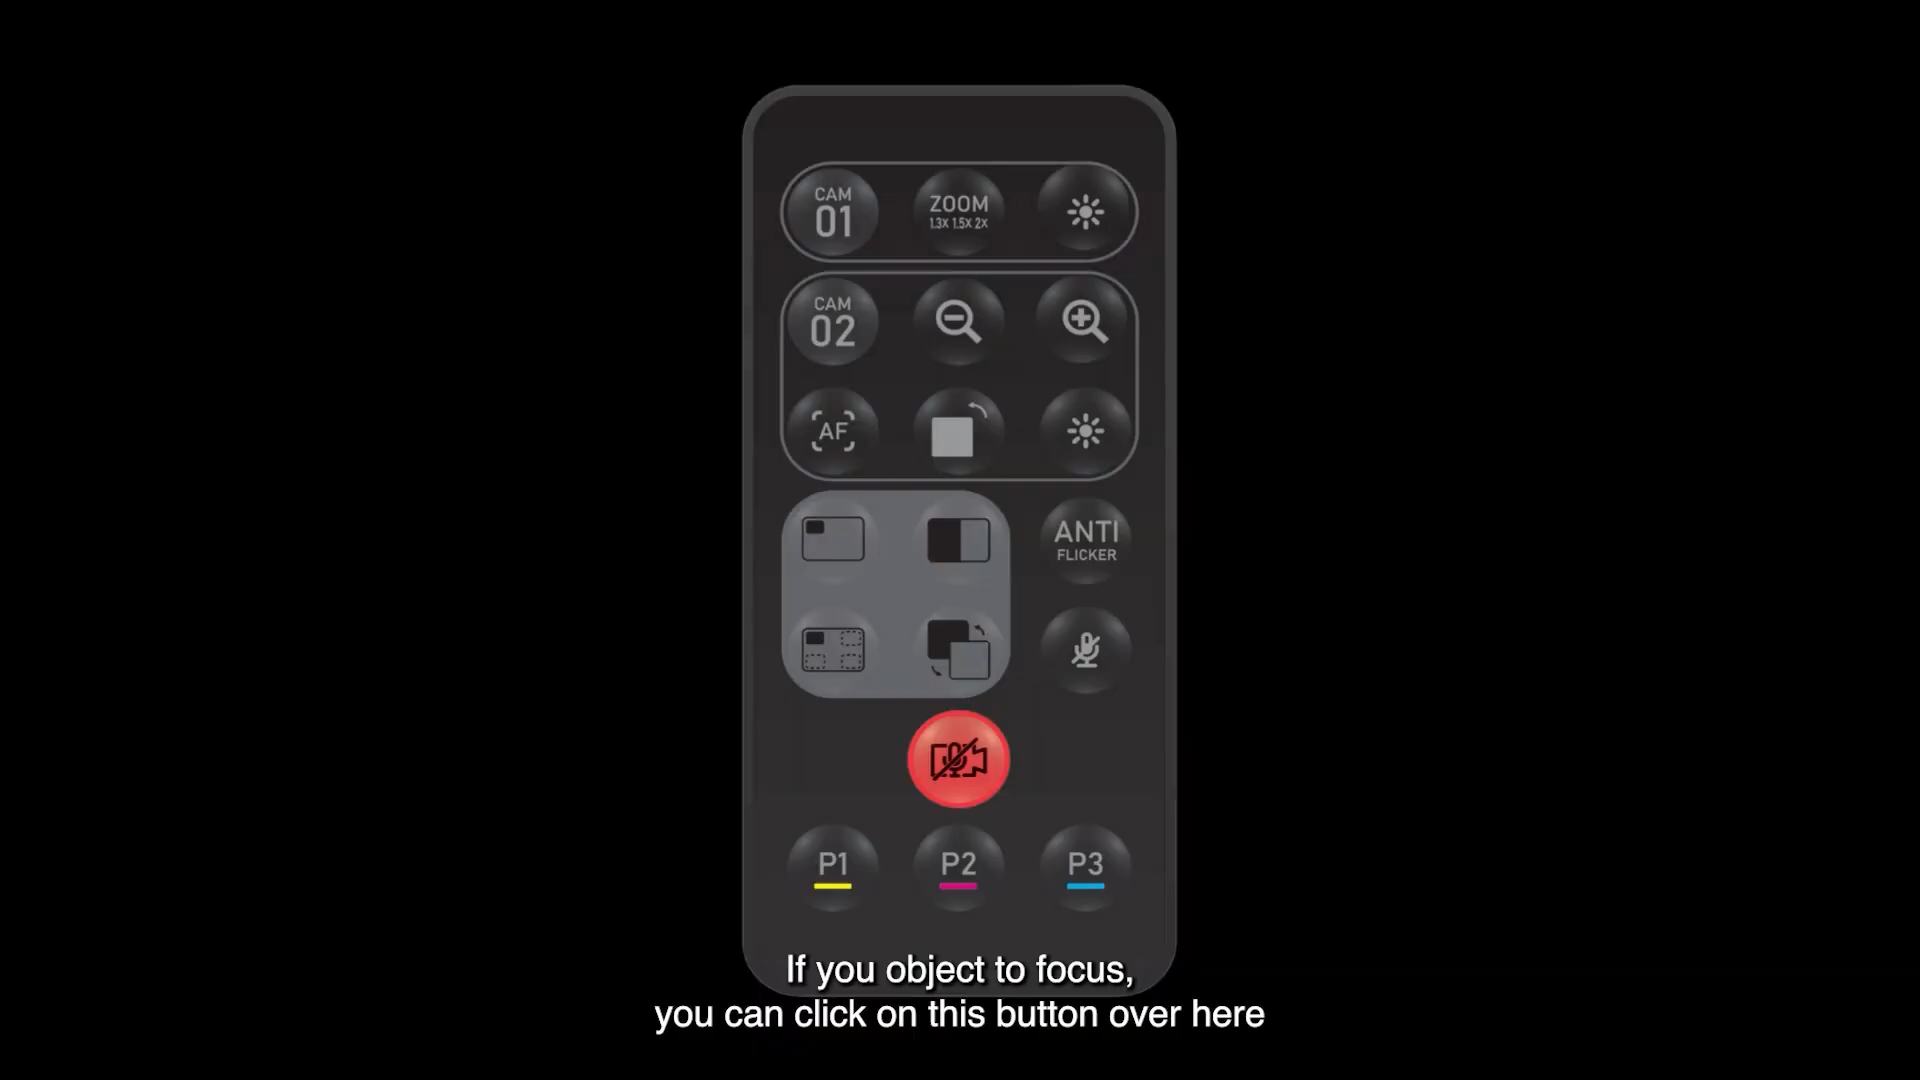 CAM
01
ZOOM
1.3X 1.5X 2X
CAM
02
AF
ANTI
FLICKER
P1
P2
P3
If you object to focus,
you can click on this button over here